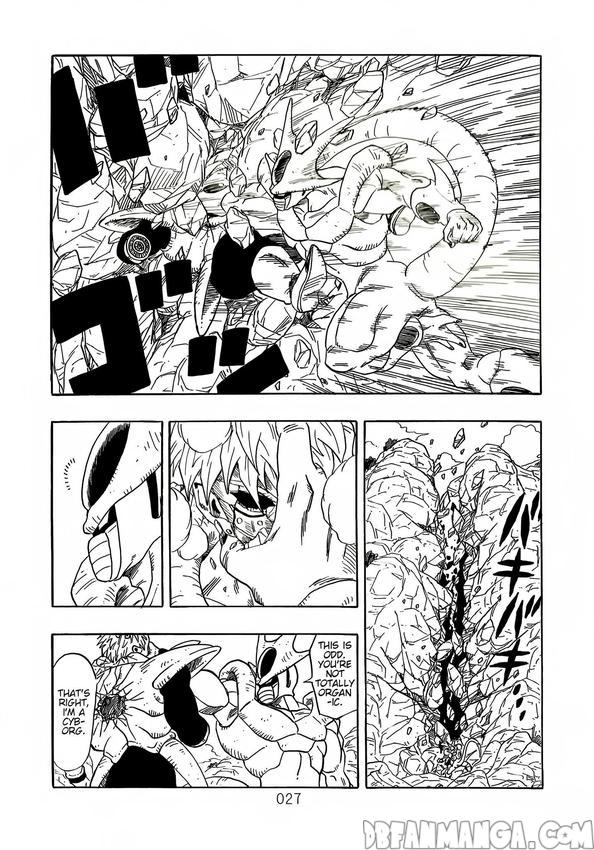 ドゴ
バキバキ
THIS IS
ODD. YOU'RE
NOT
TOTALLY
ORGAN
-IC.
THAT'S
RIGHT,
I'M A
CYB-
ORG.
027
DBFANMANGA.COM